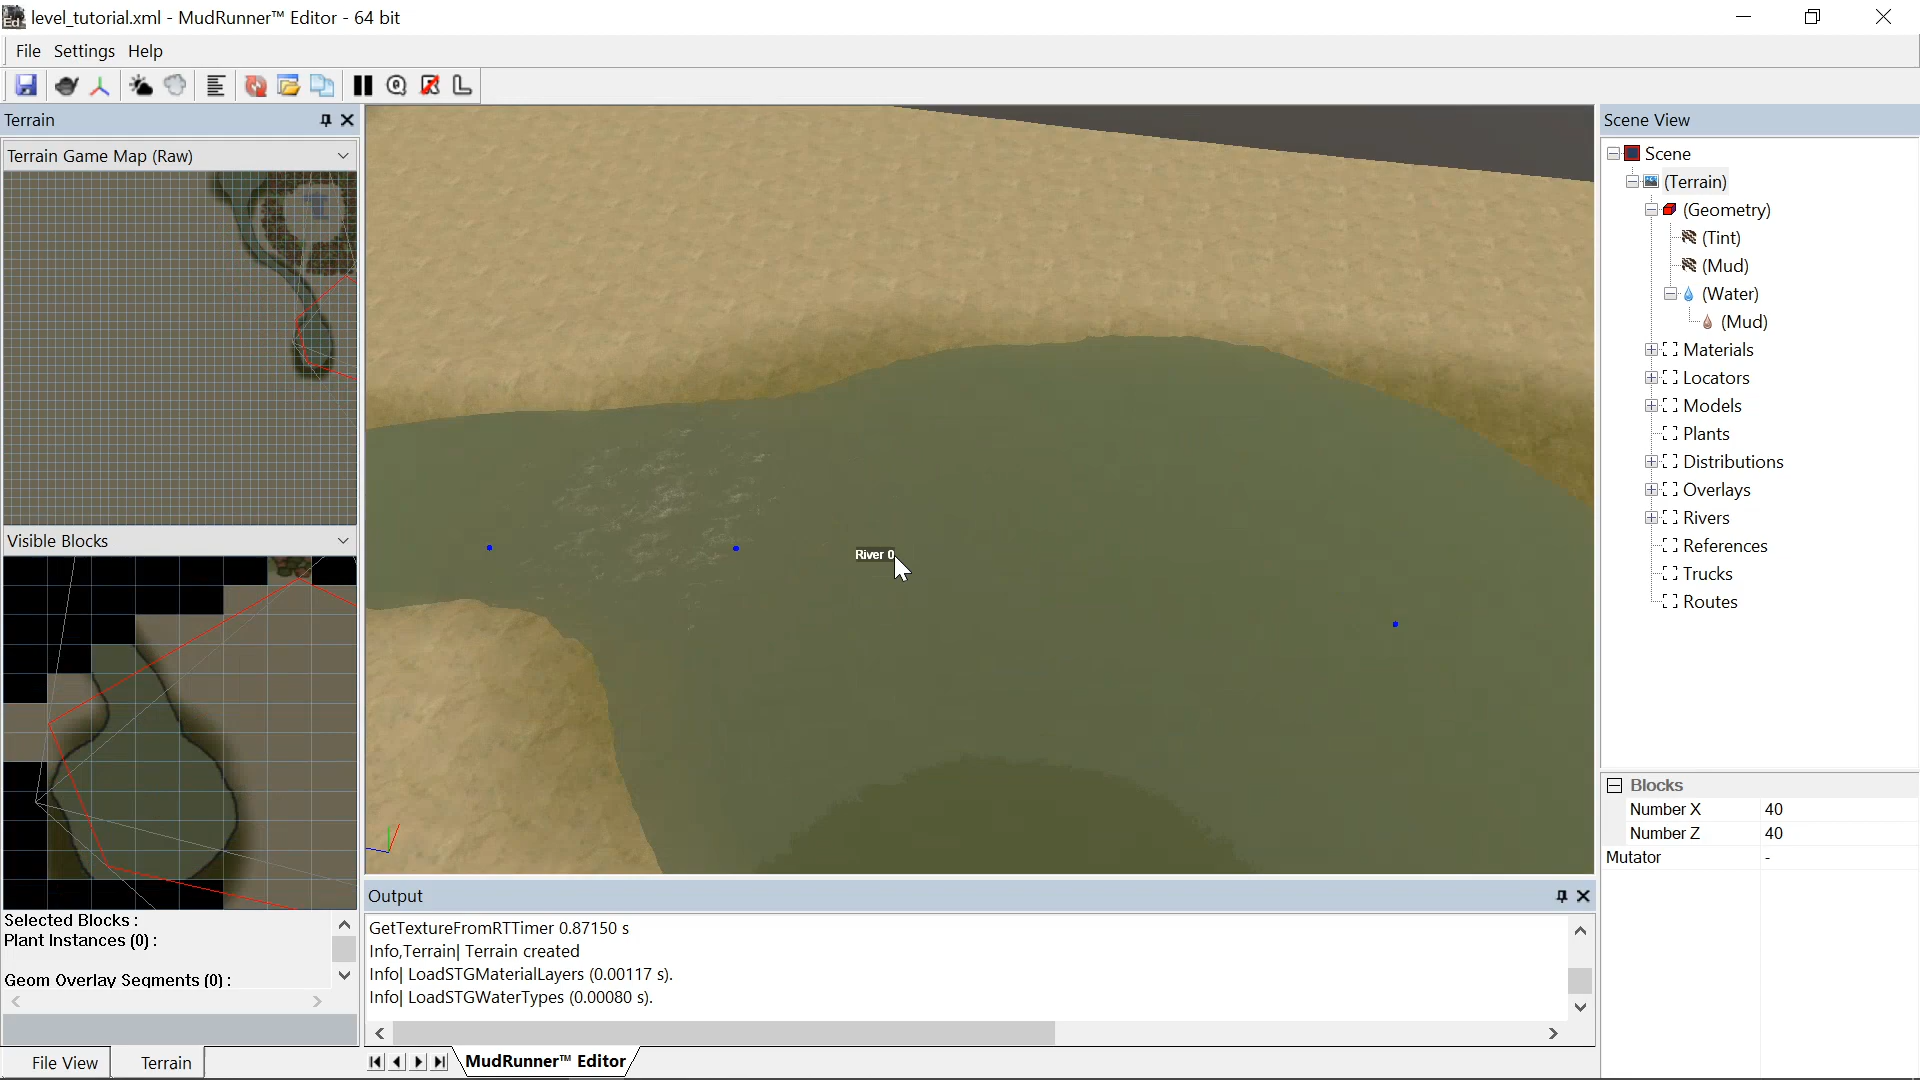 level_tutorial.xml - MudRunner™ Editor - 64 bit
File Settings Help
Terrain
Terrain Game Map (Raw)
Visible Blocks
Selected Blocks :
Plant Instances (0) :
Geom Overlay Segments (0) :
File View
Terrain
River 0
Output
GetTextureFromRTTimer 0.87150 s
Info,Terrain| Terrain created
Info| LoadSTGMaterialLayers (0.00117 s).
Info| LoadSTGWaterTypes (0.00080 s).
MudRunner™ Editor
Scene View
Scene
(Terrain)
(Geometry)
(Tint)
(Mud)
(Water)
(Mud)
Materials
Locators
Models
Plants
Distributions
Overlays
Rivers
References
Trucks
Routes
Blocks
Number X 40
Number Z 40
Mutator -